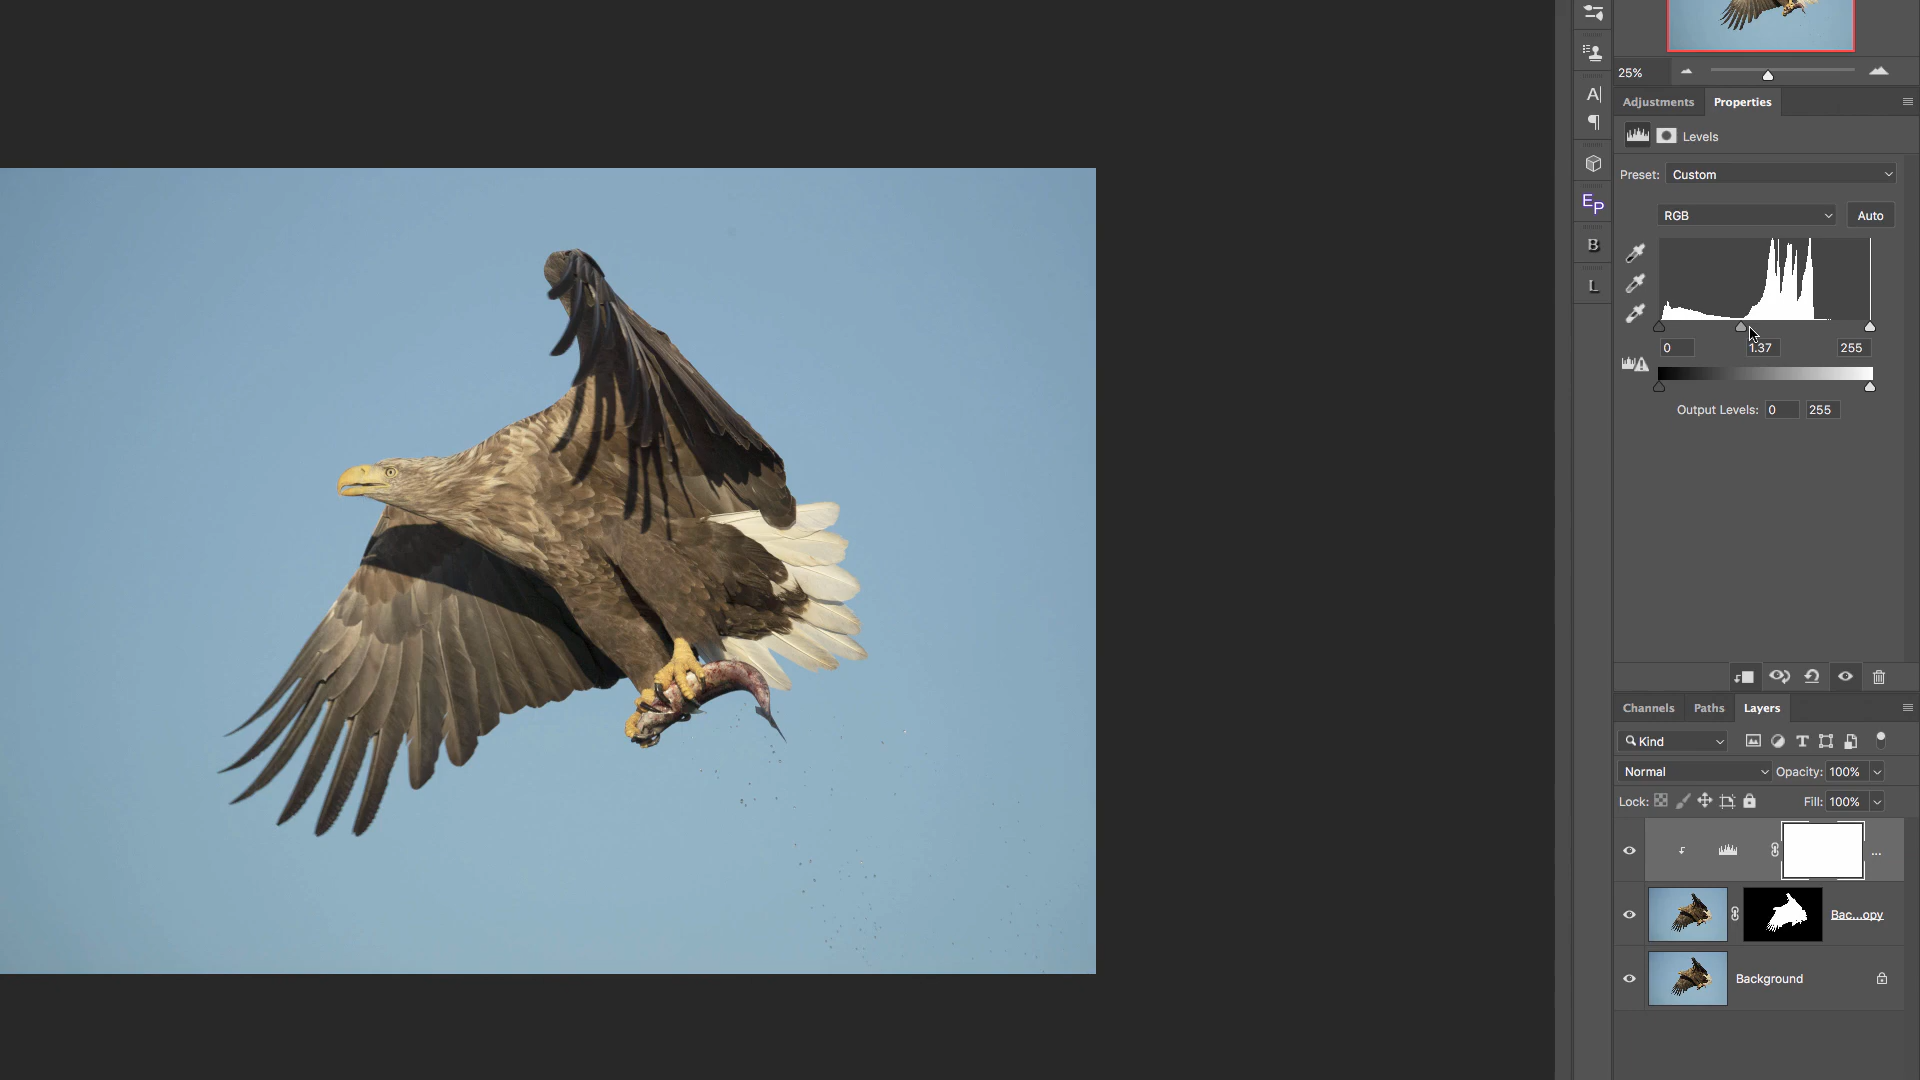 25%
Adjustments Properties
Levels
Preset: Custom
RGB Auto
0 1.37 255
Output Levels: 0 255
A|
¶
EP
B
L
Channels Paths Layers
Kind T
Normal Opacity: 100%
Lock: Fill: 100%
...
Bac...opy
Background